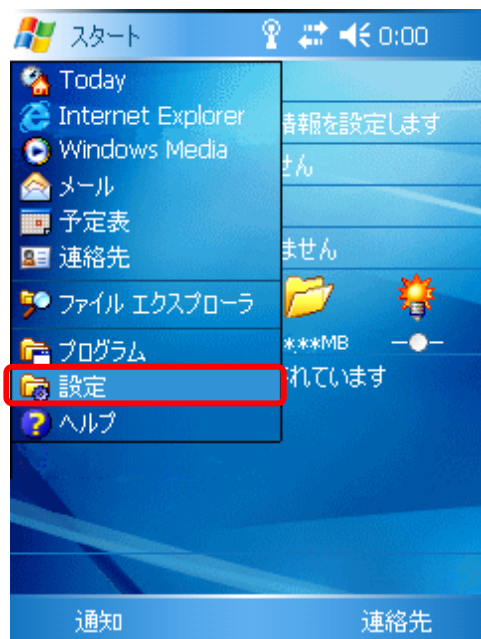 スタート 0:00
Today
Internet Explorer
情報を設定します
Windows Media
せん
メール
予定表
ません
連絡先
ファイル エクスプローラ
***MB
プログラム
されています
設定
ヘルプ
通知 連絡先